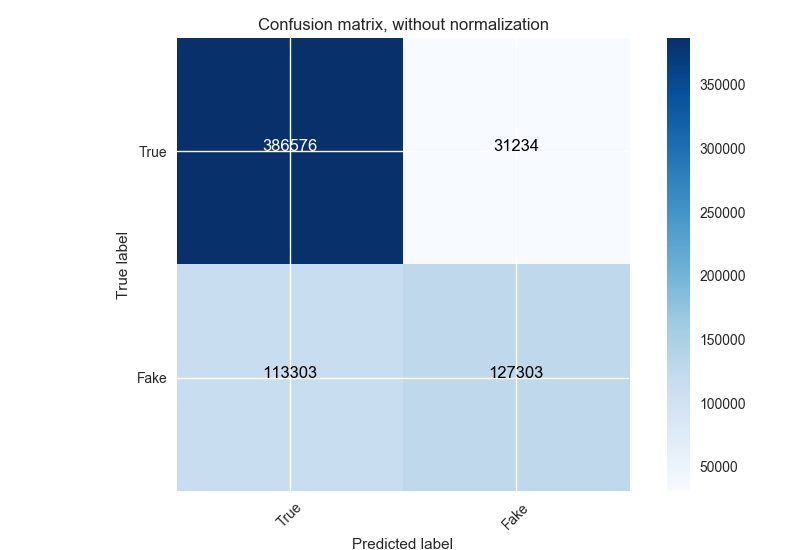 Confusion matrix, without normalization
True label
True
386576
31234
Fake
113303
127303
True
Fake
Predicted label
350000
300000
250000
200000
150000
100000
50000